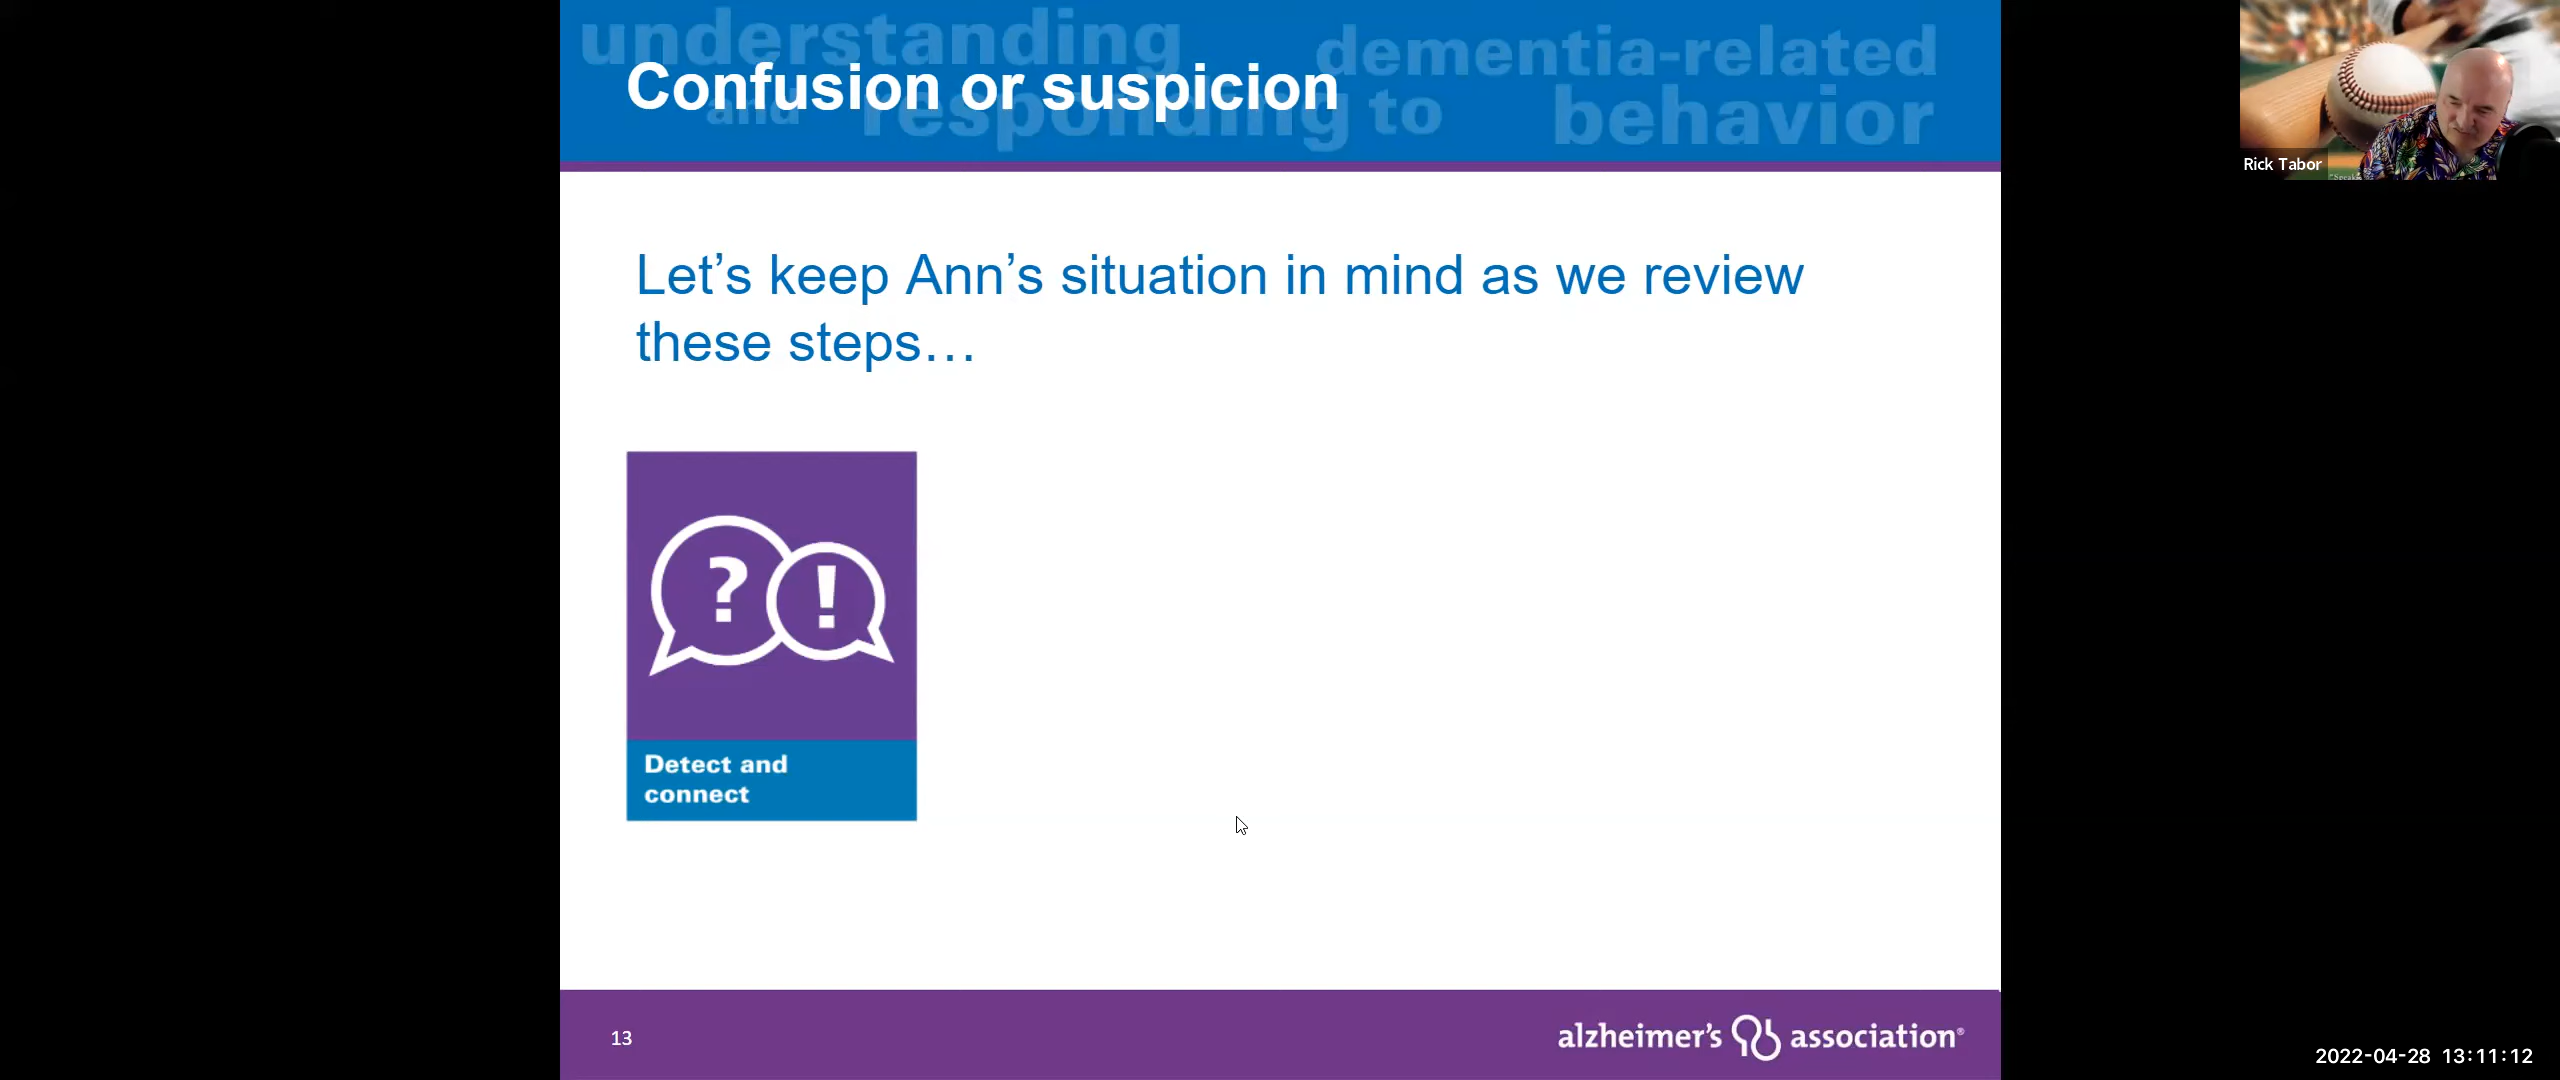 understanding dementia-related
Confusion or suspicion
and responding to behavior
Let’s keep Ann’s situation in mind as we review
these steps…
? !
Detect and
connect
13
alzheimer's association®
Rick Tabor
2022-04-28 13:11:12